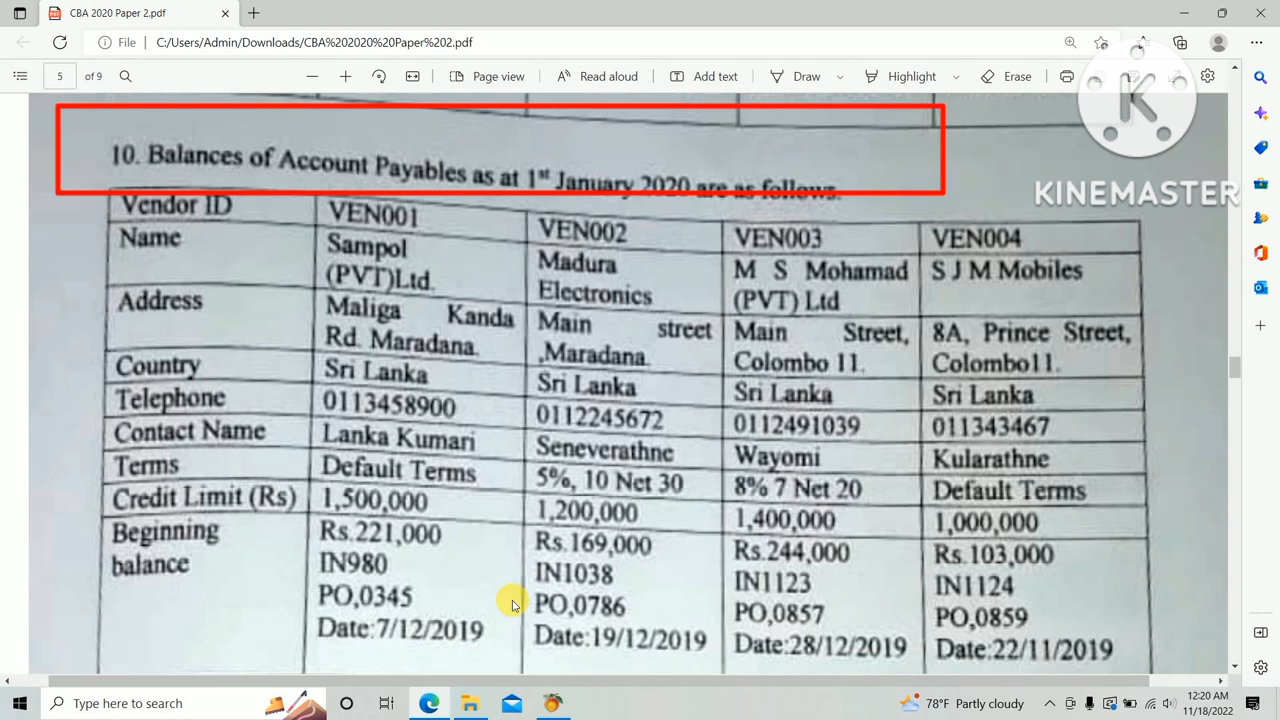 CBA 2020 Paper 2.pdf
File C:/Users/Admin/Downloads/CBA%202020%20Paper%202.pdf
5 of 9 Page view Read aloud Add text Draw Highlight Erase
K
KINEMASTER
10. Balances of Account Payables as at 1st January 2020 are as follows.
Vendor ID VEN001 VEN002 VEN003 VEN004
Name Sampol Madura M S Mohamad S J M Mobiles
(PVT)Ltd. Electronics (PVT) Ltd
Address Maliga Kanda Main street Main Street, 8A, Prince Street,
Rd. Maradana. ,Maradana. Colombo 11. Colombo11.
Country Sri Lanka Sri Lanka Sri Lanka Sri Lanka
Telephone 0113458900 0112245672 0112491039 011343467
Contact Name Lanka Kumari Seneverathne Wayomi Kularathne
Terms Default Terms 5%, 10 Net 30 8% 7 Net 20 Default Terms
Credit Limit (Rs) 1,500,000 1,200,000 1,400,000 1,000,000
Beginning Rs.221,000 Rs.169,000 Rs.244,000 Rs.103,000
balance IN980 IN1038 IN1123 IN1124
PO,0345 PO,0786 PO,0857 PO,0859
Date:7/12/2019 Date:19/12/2019 Date:28/12/2019 Date:22/11/2019
Type here to search
78°F Partly cloudy
12:20 AM
11/18/2022